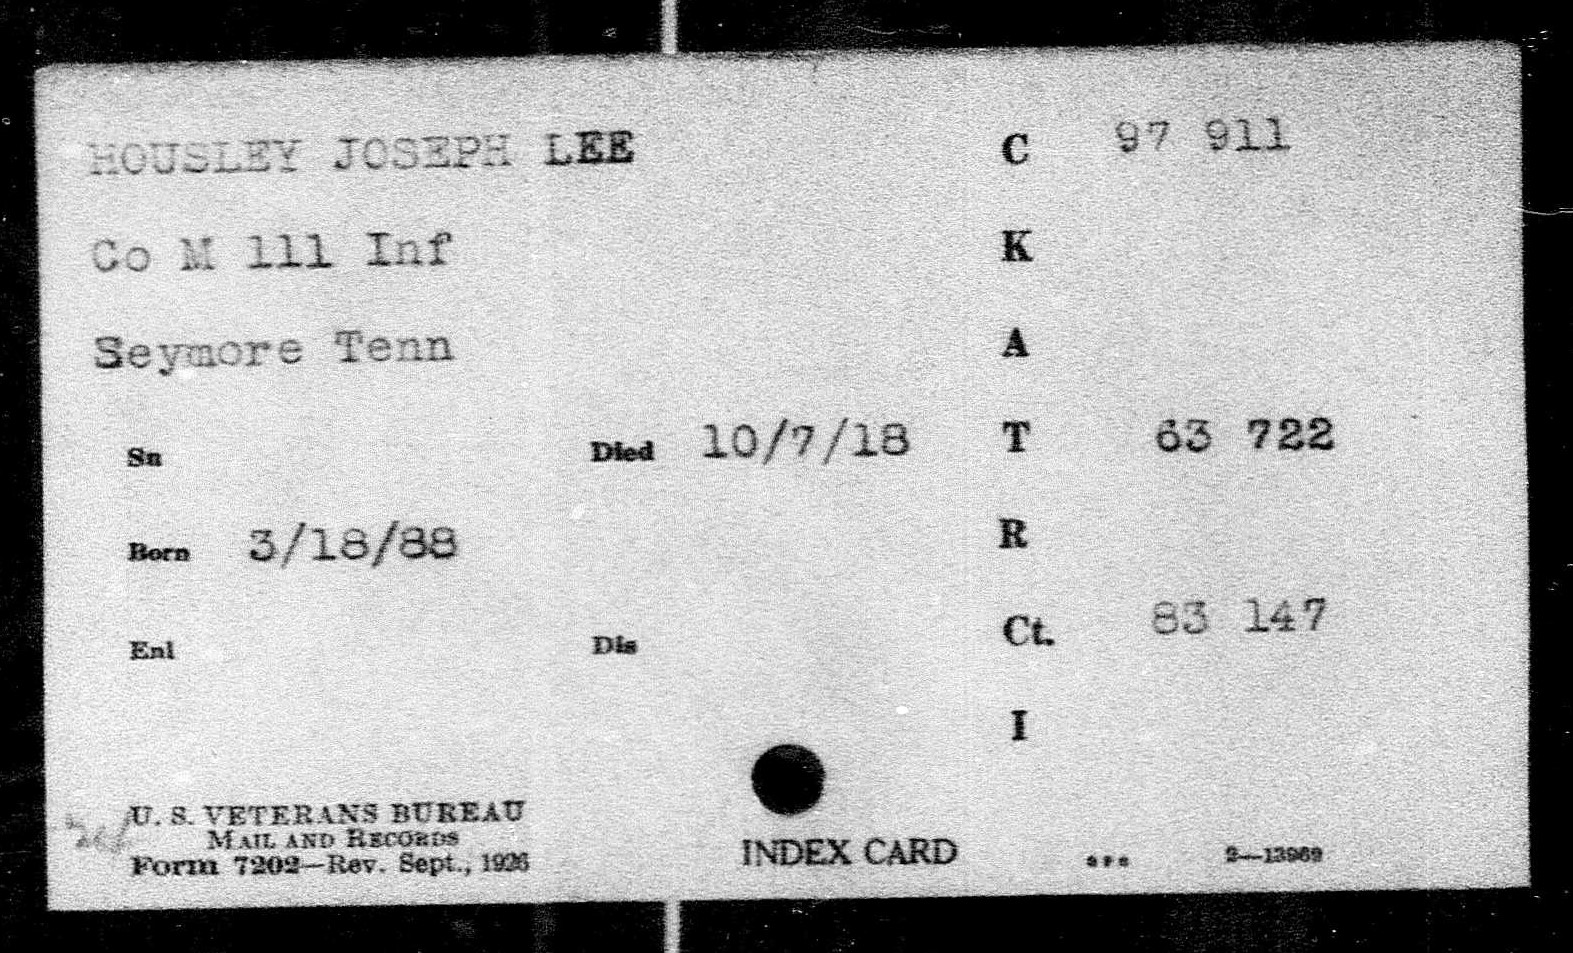 HOUSLEY JOSEPH LEE
C 97 911
Co M 111 Inf
K
Seymore Tenn
A
Sn
Died 10/7/18
T 63 722
Born 3/18/88
R
Enl
Dis
Ct. 83 147
I
U. S. VETERANS BUREAU
MAIL AND RECORDS
Form 7202—Rev. Sept., 1926
INDEX CARD
GPO
2—13969